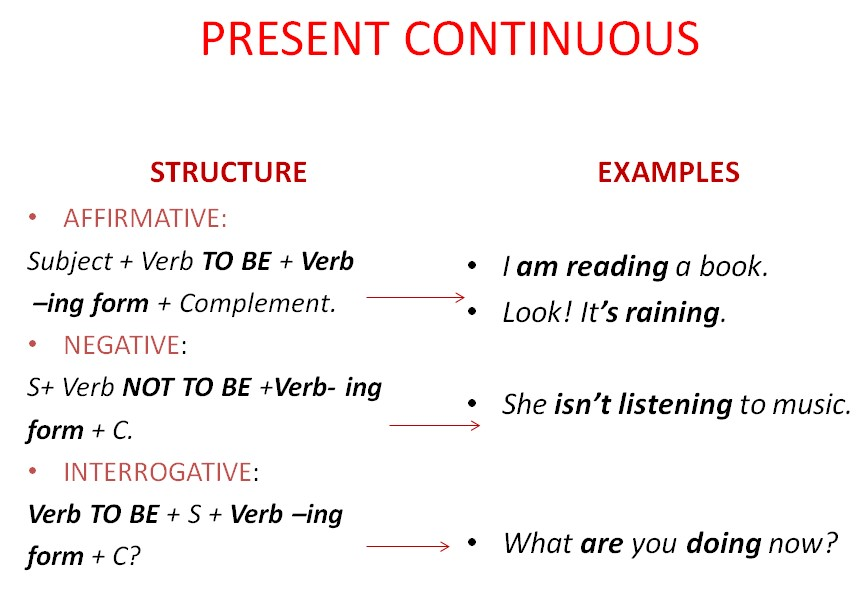 PRESENT CONTINUOUS
STRUCTURE
• AFFIRMATIVE:
Subject + Verb TO BE + Verb
–ing form + Complement.
• NEGATIVE:
S+ Verb NOT TO BE +Verb- ing
form + C.
• INTERROGATIVE:
Verb TO BE + S + Verb –ing
form + C?
EXAMPLES
• I am reading a book.
• Look! It’s raining.
• She isn’t listening to music.
• What are you doing now?